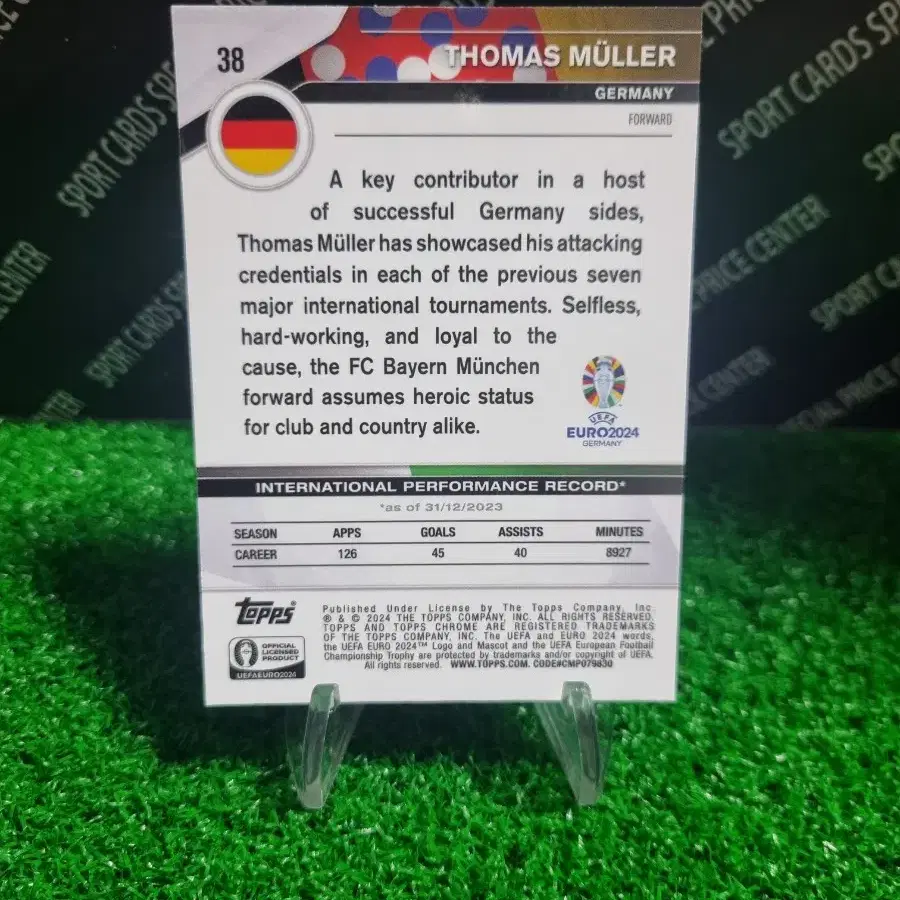 38
THOMAS MÜLLER
GERMANY
FORWARD
A key contributor in a host
of successful Germany sides,
Thomas Müller has showcased his attacking
credentials in each of the previous seven
major international tournaments. Selfless,
hard-working, and loyal to the
cause, the FC Bayern München
forward assumes heroic status
for club and country alike.
UEFA
EURO2024
GERMANY
INTERNATIONAL PERFORMANCE RECORD*
*as of 31/12/2023
SEASON APPS GOALS ASSISTS MINUTES
CAREER 126 45 40 8927
topps®
OFFICIAL
LICENSED
PRODUCT
UEFAEURO2024
Published Under License by The Topps Company, Inc.
® & © 2024 THE TOPPS COMPANY, INC. ALL RIGHTS RESERVED.
TOPPS AND TOPPS CHROME ARE REGISTERED TRADEMARKS
OF THE TOPPS COMPANY, INC. The UEFA and EURO 2024 words,
the UEFA EURO 2024™ Logo and Mascot and the UEFA European Football
Championship Trophy are protected by trademarks and/or copyright of UEFA.
All rights reserved. WWW.TOPPS.COM. CODE#CMP079830
SPORT CARDS SP
SPORT CARDS SPE
PRICE CENTER
SPORT CA
CENTER